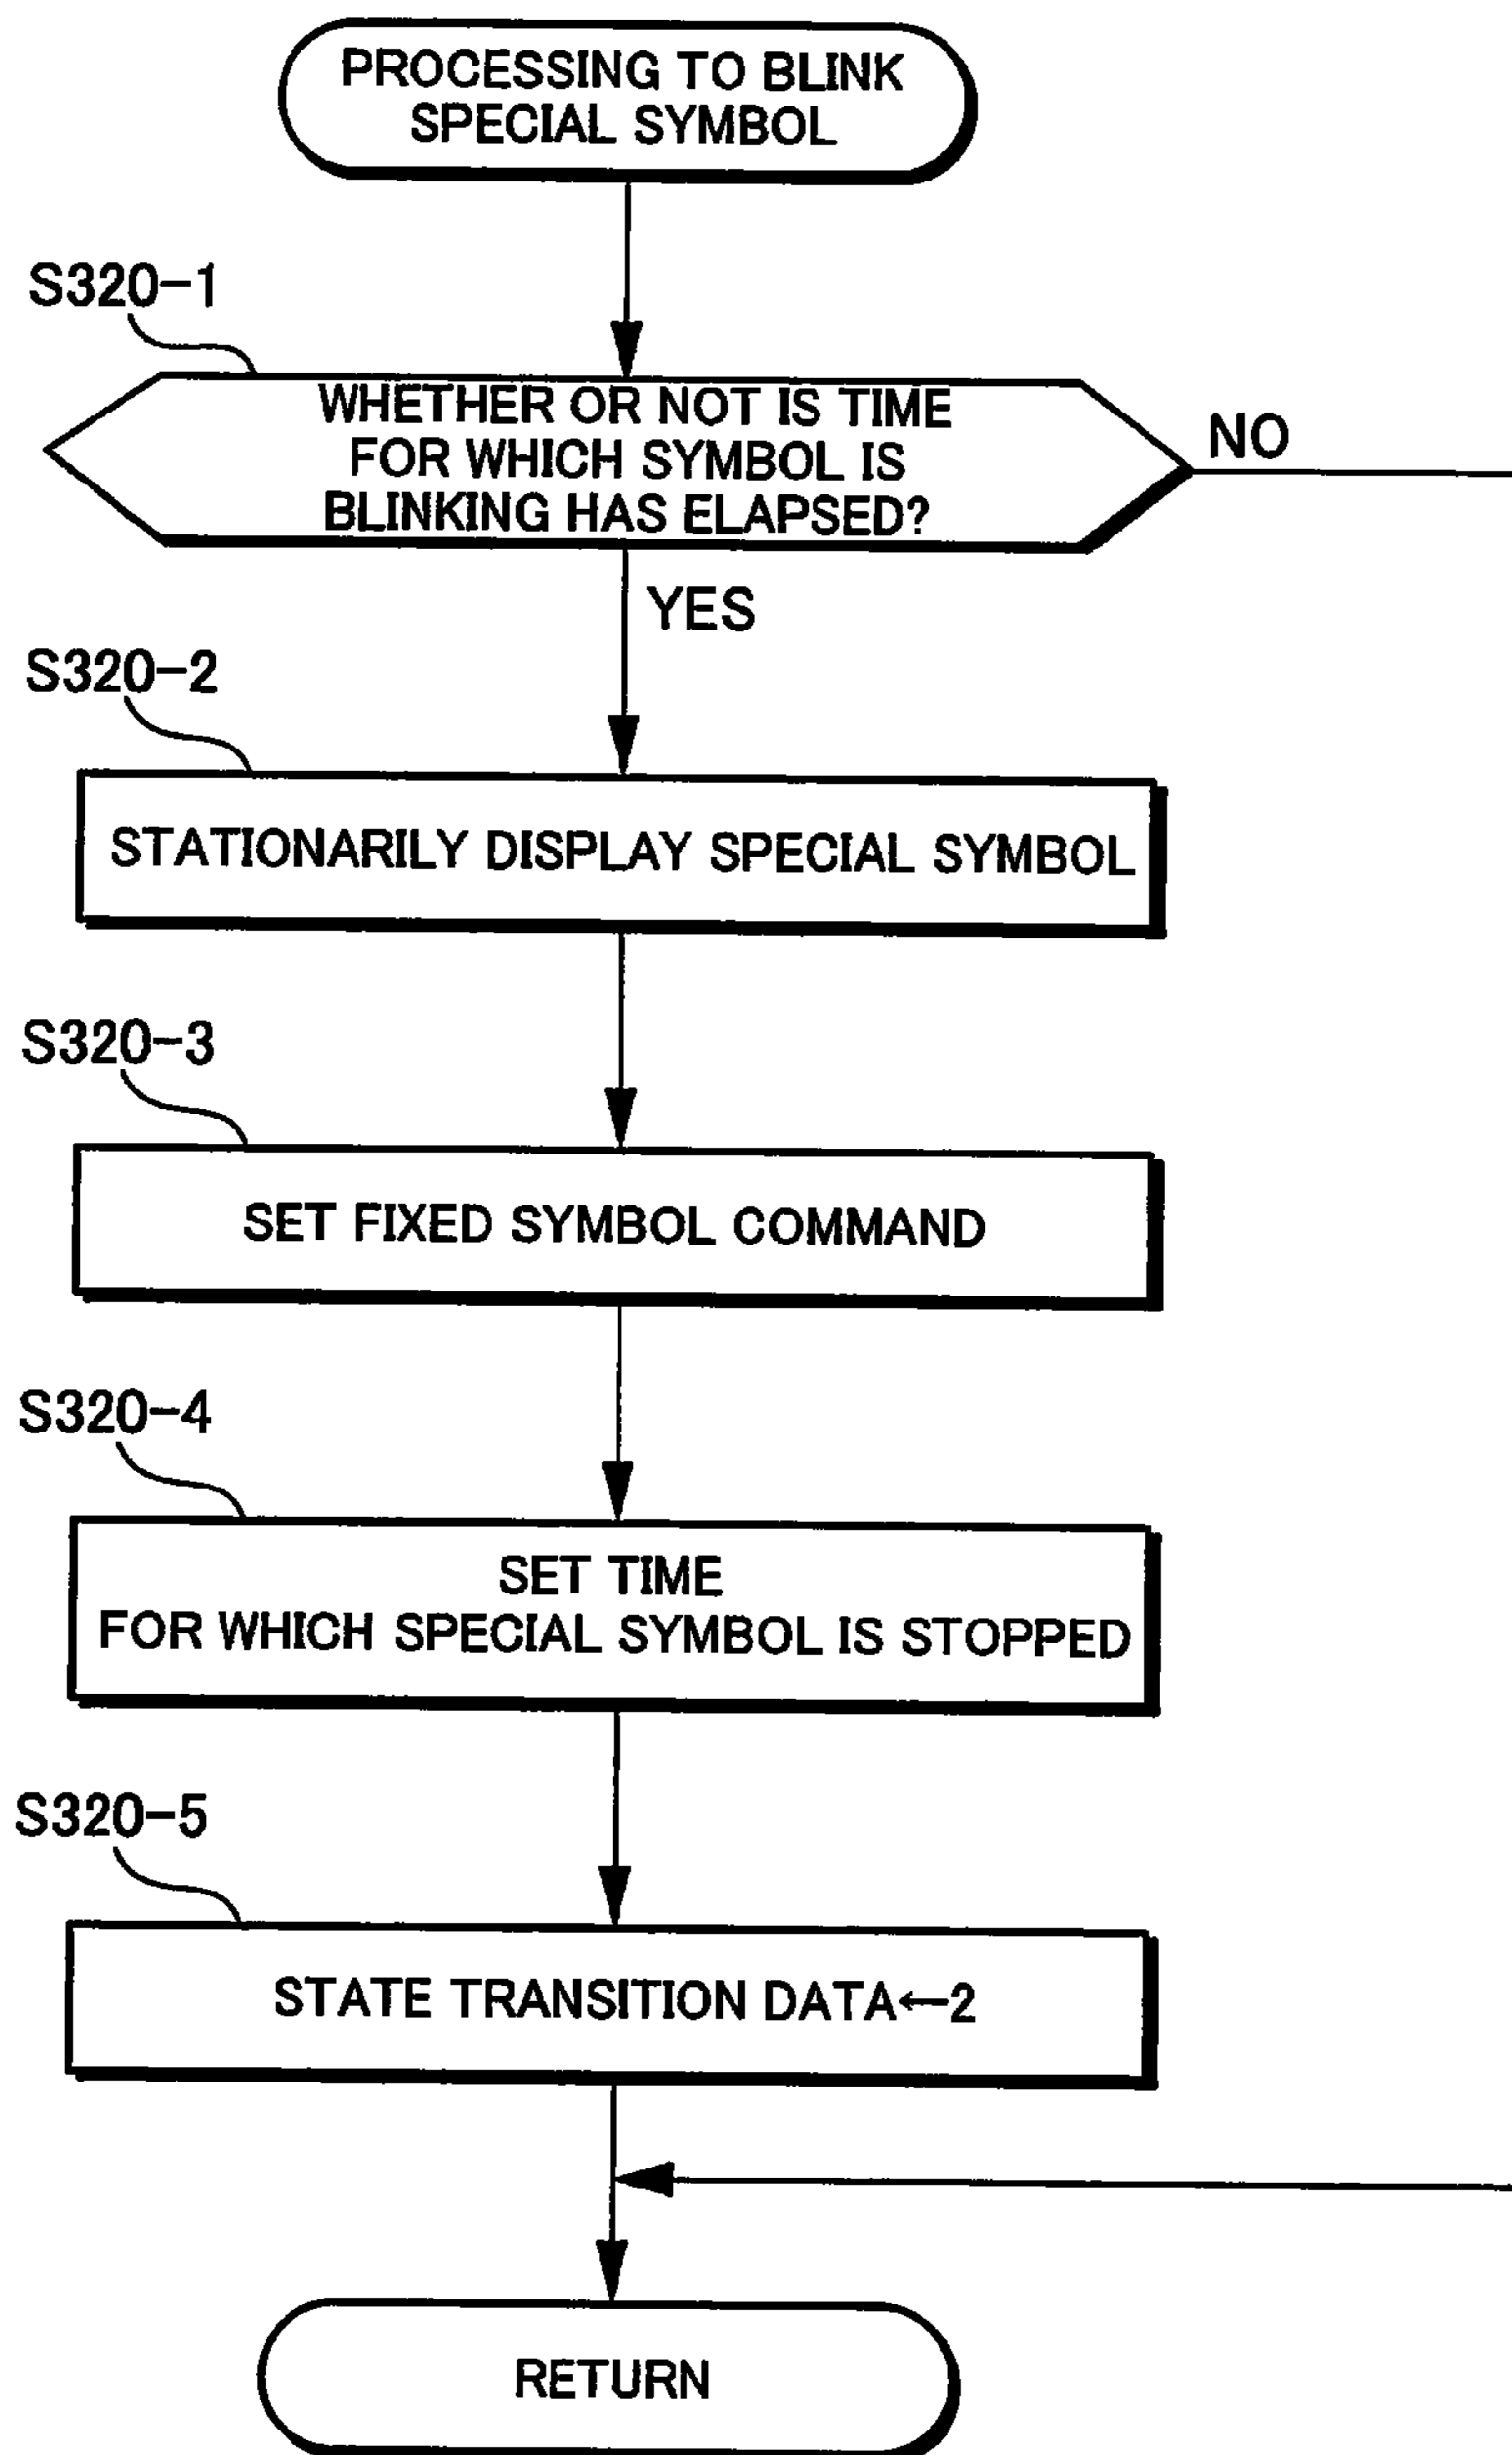 PROCESSING TO BLINK
SPECIAL SYMBOL
S320-1
WHETHER OR NOT IS TIME
FOR WHICH SYMBOL IS
BLINKING HAS ELAPSED?
NO
YES
S320-2
STATIONARILY DISPLAY SPECIAL SYMBOL
S320-3
SET FIXED SYMBOL COMMAND
S320-4
SET TIME
FOR WHICH SPECIAL SYMBOL IS STOPPED
S320-5
STATE TRANSITION DATA←2
RETURN